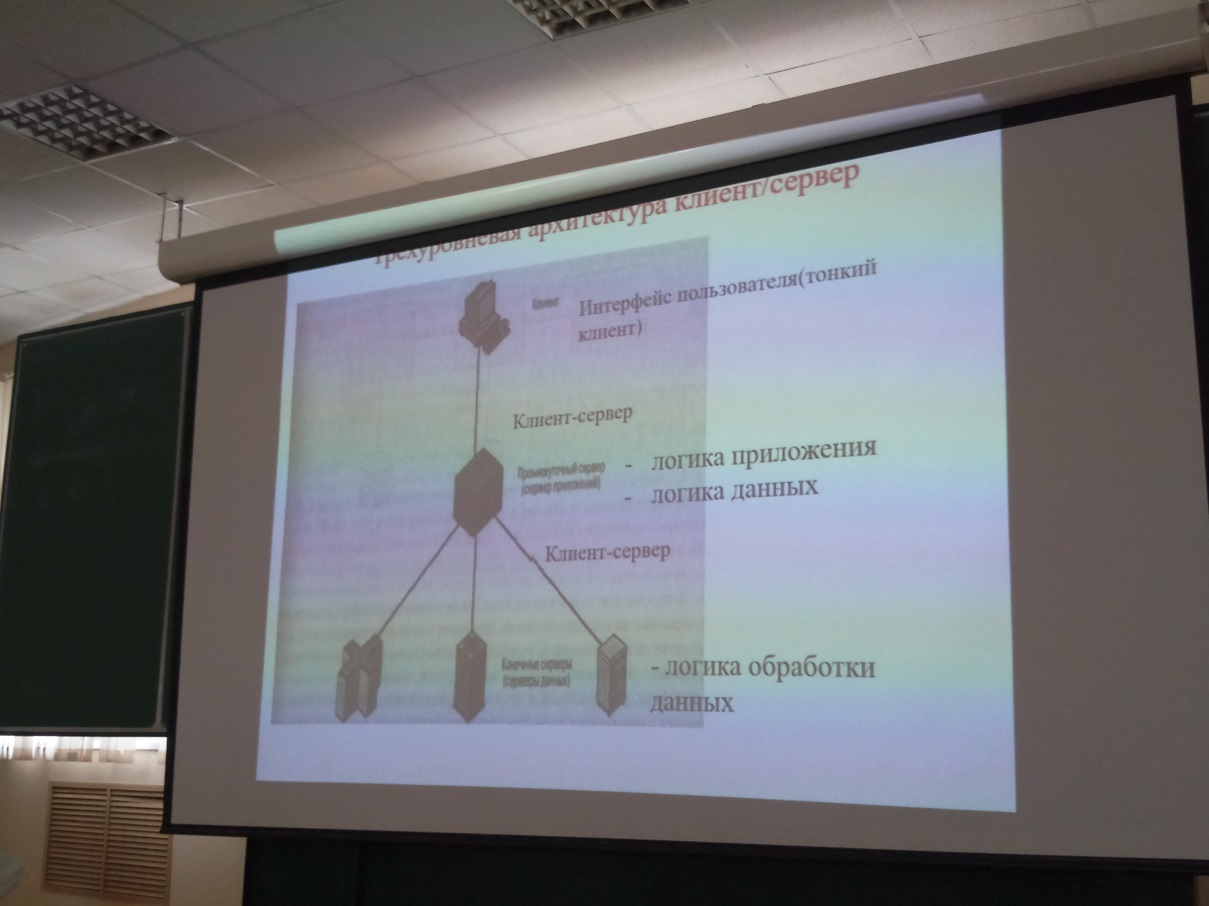 Трехуровневая архитектура клиент/сервер
Клиент
Интерфейс пользователя(тонкий
клиент)
Клиент-сервер
Промежуточный сервер
(сервер приложений)
- логика приложения
- логика данных
Клиент-сервер
Конечные серверы
(серверы данных)
- логика обработки
данных